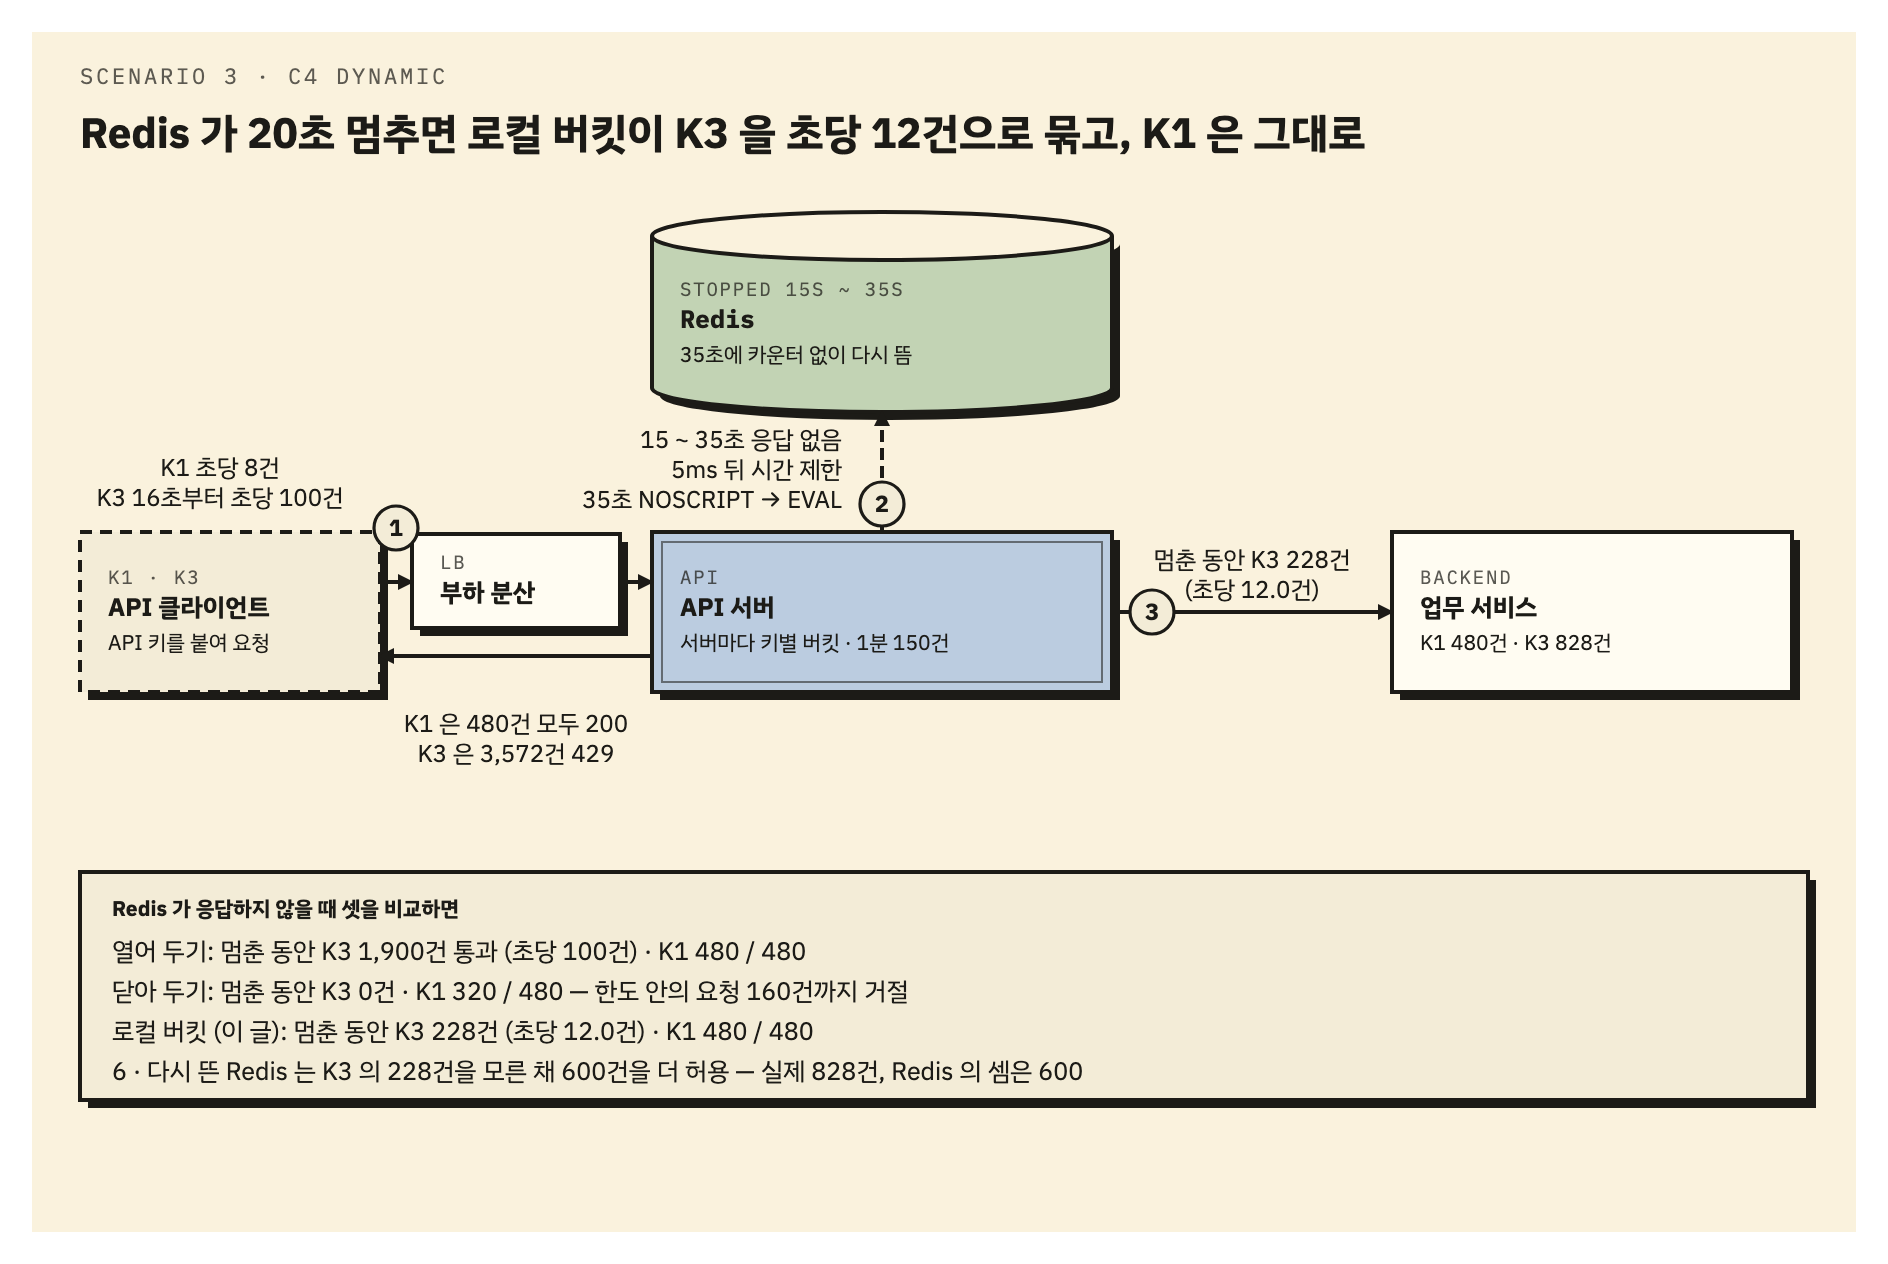 SCENARIO 3 · C4 DYNAMIC
Redis 가 20초 멈추면 로컬 버킷이 K3 을 초당 12건으로 묶고, K1 은 그대로
STOPPED 15S ~ 35S
Redis
35초에 카운터 없이 다시 뜸
15 ~ 35초 응답 없음
5ms 뒤 시간 제한
35초 NOSCRIPT → EVAL
2
K1 초당 8건
K3 16초부터 초당 100건
1
K1 · K3
API 클라이언트
API 키를 붙여 요청
LB
부하 분산
API
API 서버
서버마다 키별 버킷 · 1분 150건
멈춘 동안 K3 228건
(초당 12.0건)
3
BACKEND
업무 서비스
K1 480건 · K3 828건
K1 은 480건 모두 200
K3 은 3,572건 429
Redis 가 응답하지 않을 때 셋을 비교하면
열어 두기: 멈춘 동안 K3 1,900건 통과 (초당 100건) · K1 480 / 480
닫아 두기: 멈춘 동안 K3 0건 · K1 320 / 480 — 한도 안의 요청 160건까지 거절
로컬 버킷 (이 글): 멈춘 동안 K3 228건 (초당 12.0건) · K1 480 / 480
6 · 다시 뜬 Redis 는 K3 의 228건을 모른 채 600건을 더 허용 — 실제 828건, Redis 의 셈은 600